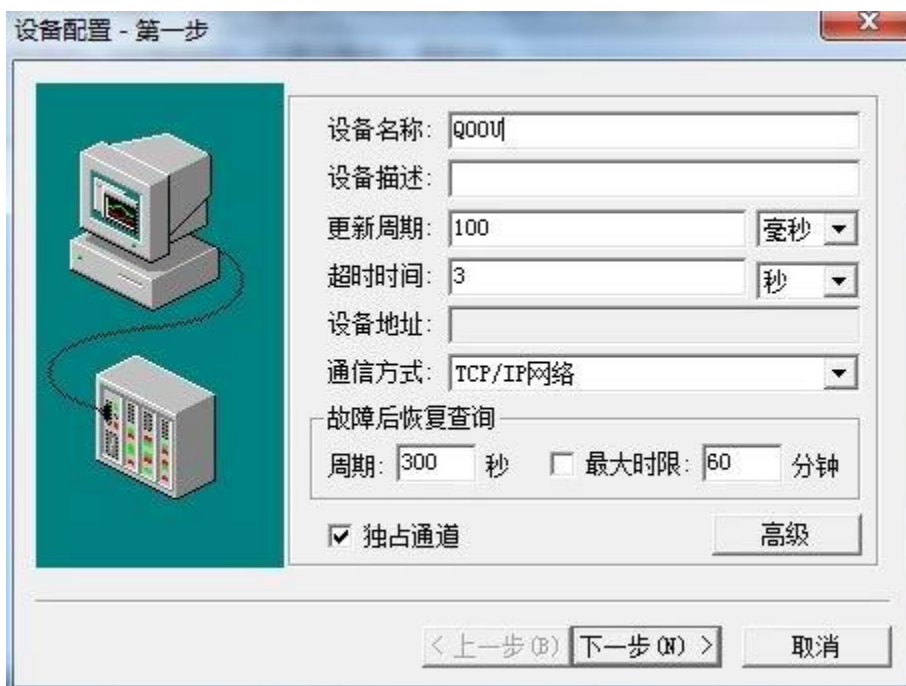 设备配置 - 第一步
设备名称: Q00U
设备描述:
更新周期: 100 毫秒
超时时间: 3 秒
设备地址:
通信方式: TCP/IP网络
故障后恢复查询
周期: 300 秒 最大时限: 60 分钟
独占通道 高级
< 上一步(B) 下一步(N) > 取消